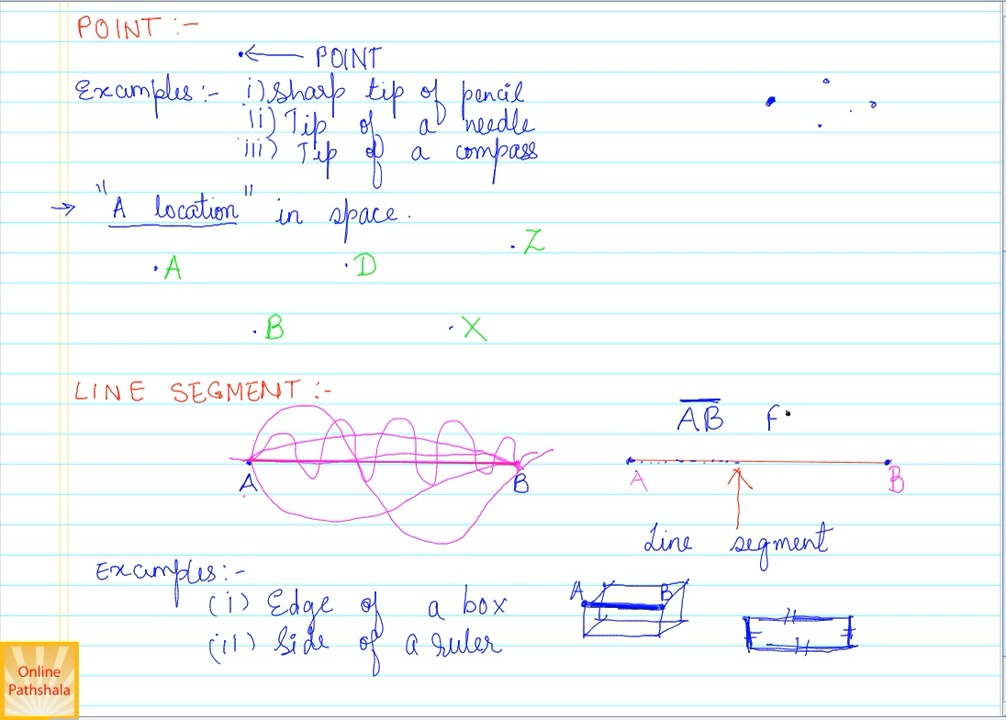 POINT :-
POINT
Examples:- i) Sharp tip of pencil
ii) Tip of a needle
iii) Tip of a compass
→ "A location" in space.
Z
A D
B X
LINE SEGMENT :-
AB F
A B A B
Line segment
Examples:-
(i) Edge of a box
(ii) Side of a ruler
A B
Online
Pathshala